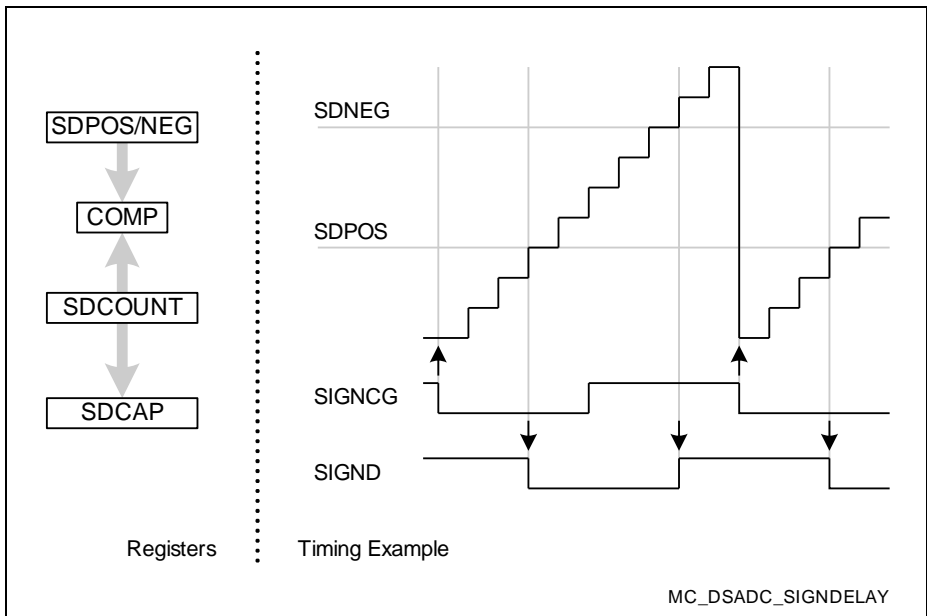 SDPOS/NEG
COMP
SDCOUNT
SDCAP
Registers
SDNEG
SDPOS
SIGNCG
SIGND
Timing Example
MC_DSADC_SIGNDELAY